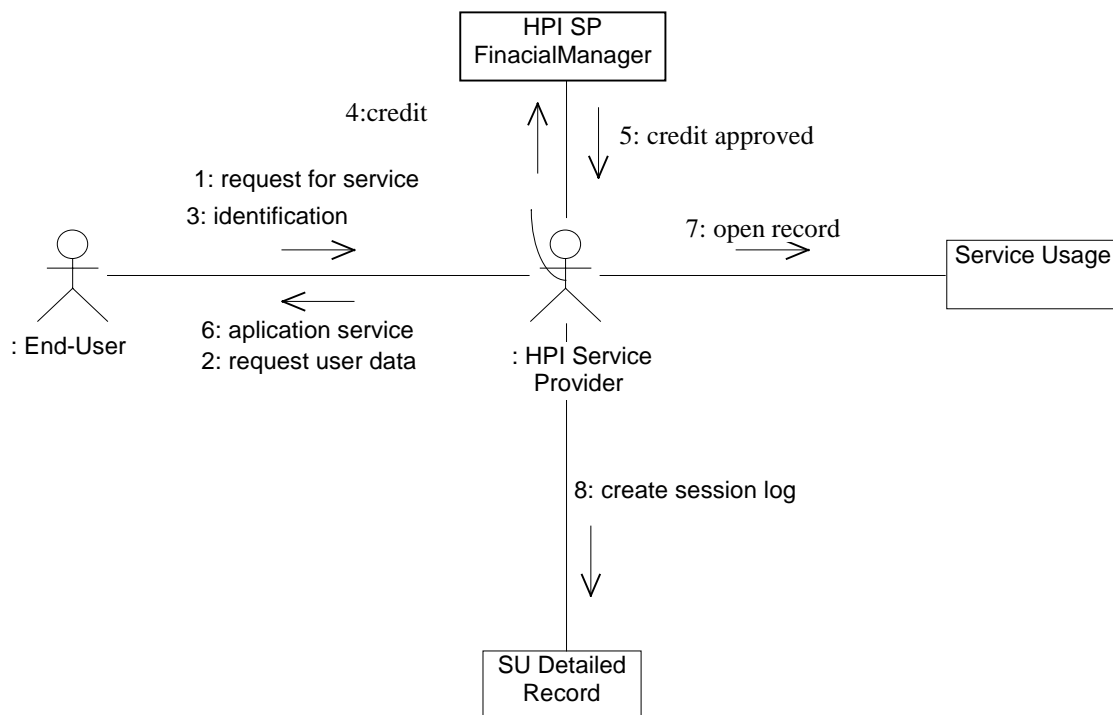 HPI SP
FinacialManager
4:credit
5: credit approved
1: request for service
3: identification
7: open record
Service Usage
6: aplication service
2: request user data
: End-User
: HPI Service
Provider
8: create session log
SU Detailed
Record